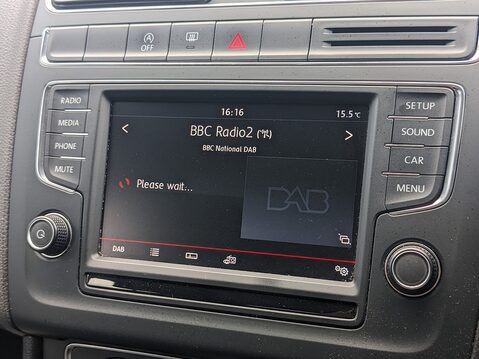 A OFF
RADIO
MEDIA
PHONE
MUTE
16:16
15.5°C
< BBC Radio2 >
BBC National DAB
Please wait...
DAB
DAB
SETUP
SOUND
CAR
MENU